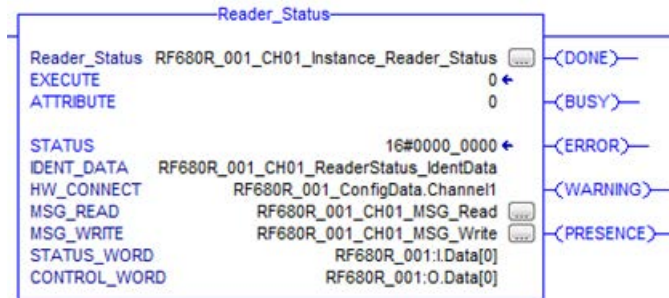 Reader_Status
Reader_Status RF680R_001_CH01_Instance_Reader_Status ...
EXECUTE 0
ATTRIBUTE 0
STATUS 16#0000_0000
IDENT_DATA RF680R_001_CH01_ReaderStatus_IdentData
HW_CONNECT RF680R_001_ConfigData.Channel1
MSG_READ RF680R_001_CH01_MSG_Read ...
MSG_WRITE RF680R_001_CH01_MSG_Write ...
STATUS_WORD RF680R_001:I.Data[0]
CONTROL_WORD RF680R_001:O.Data[0]
(DONE)
(BUSY)
(ERROR)
(WARNING)
(PRESENCE)